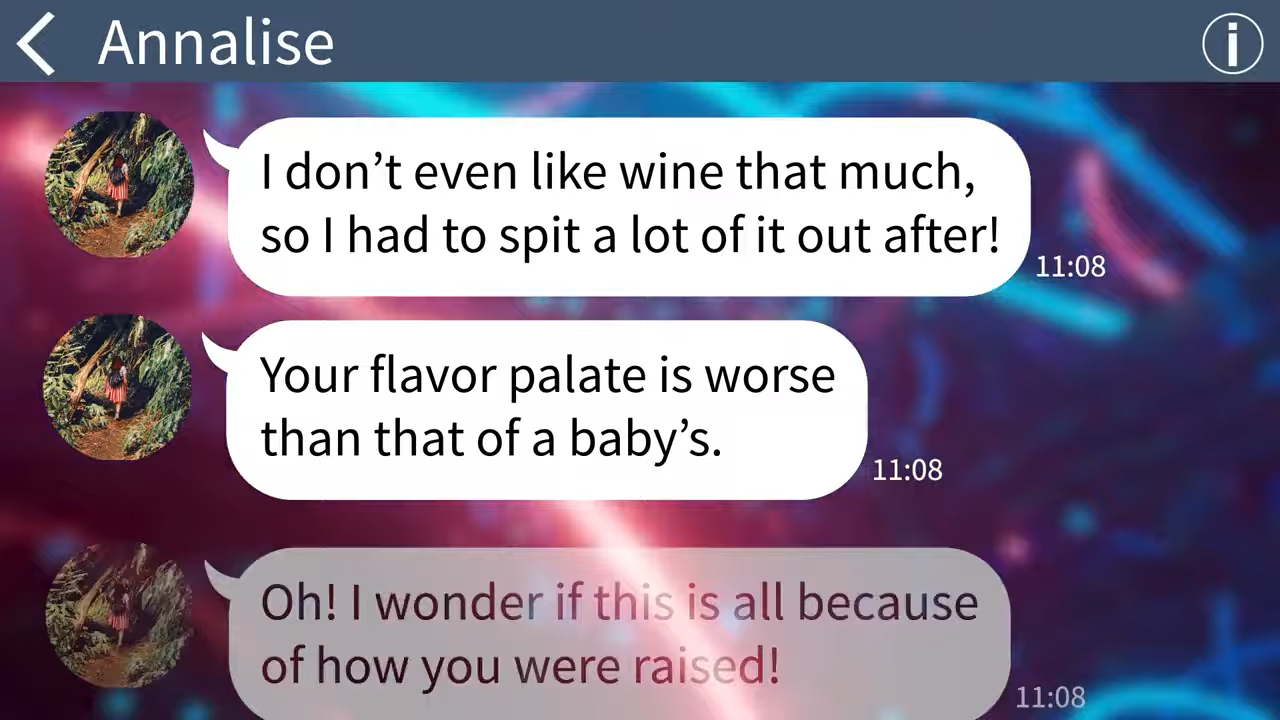 Annalise
I don’t even like wine that much,
so I had to spit a lot of it out after!
11:08
Your flavor palate is worse
than that of a baby’s.
11:08
Oh! I wonder if this is all because
of how you were raised!
11:08